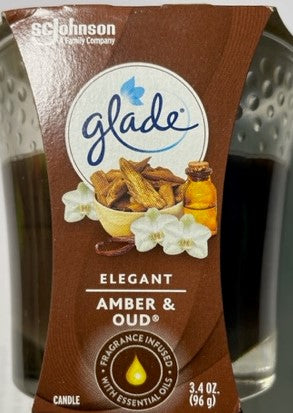 SC Johnson
A Family Company
glade
ELEGANT
AMBER &
OUD®
FRAGRANCE INFUSED
WITH ESSENTIAL OILS
CANDLE
3.4 OZ.
(96 g)